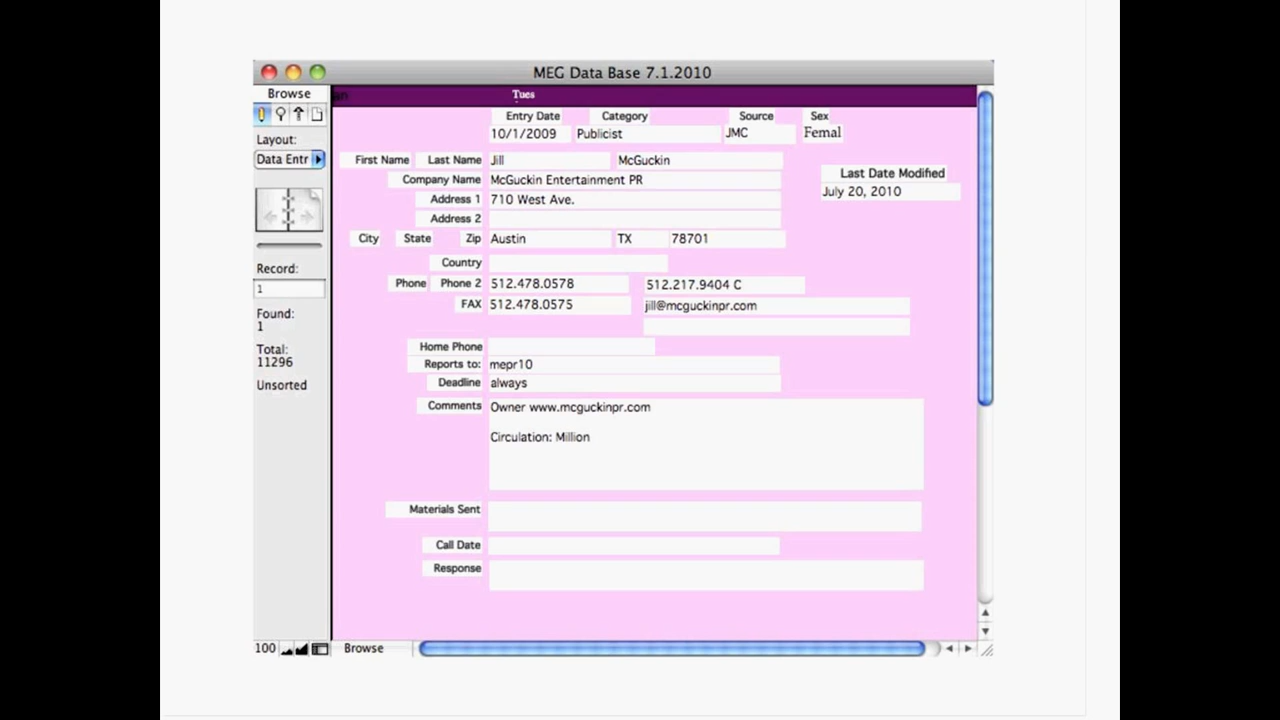 MEG Data Base 7.1.2010
Browse
Tues
Entry Date Category Source Sex
10/1/2009 Publicist JMC Femal
Layout:
Data Entr
First Name Last Name Jill McGuckin
Last Date Modified
Company Name McGuckin Entertainment PR
July 20, 2010
Address 1 710 West Ave.
Address 2
City State Zip Austin TX 78701
Country
Record:
1
Phone Phone 2 512.478.0578 512.217.9404 C
FAX 512.478.0575 jill@mcguckinpr.com
Found:
1
Home Phone
Total:
11296
Reports to: mepr10
Unsorted
Deadline always
Comments Owner www.mcguckinpr.com
Circulation: Million
Materials Sent
Call Date
Response
100 Browse